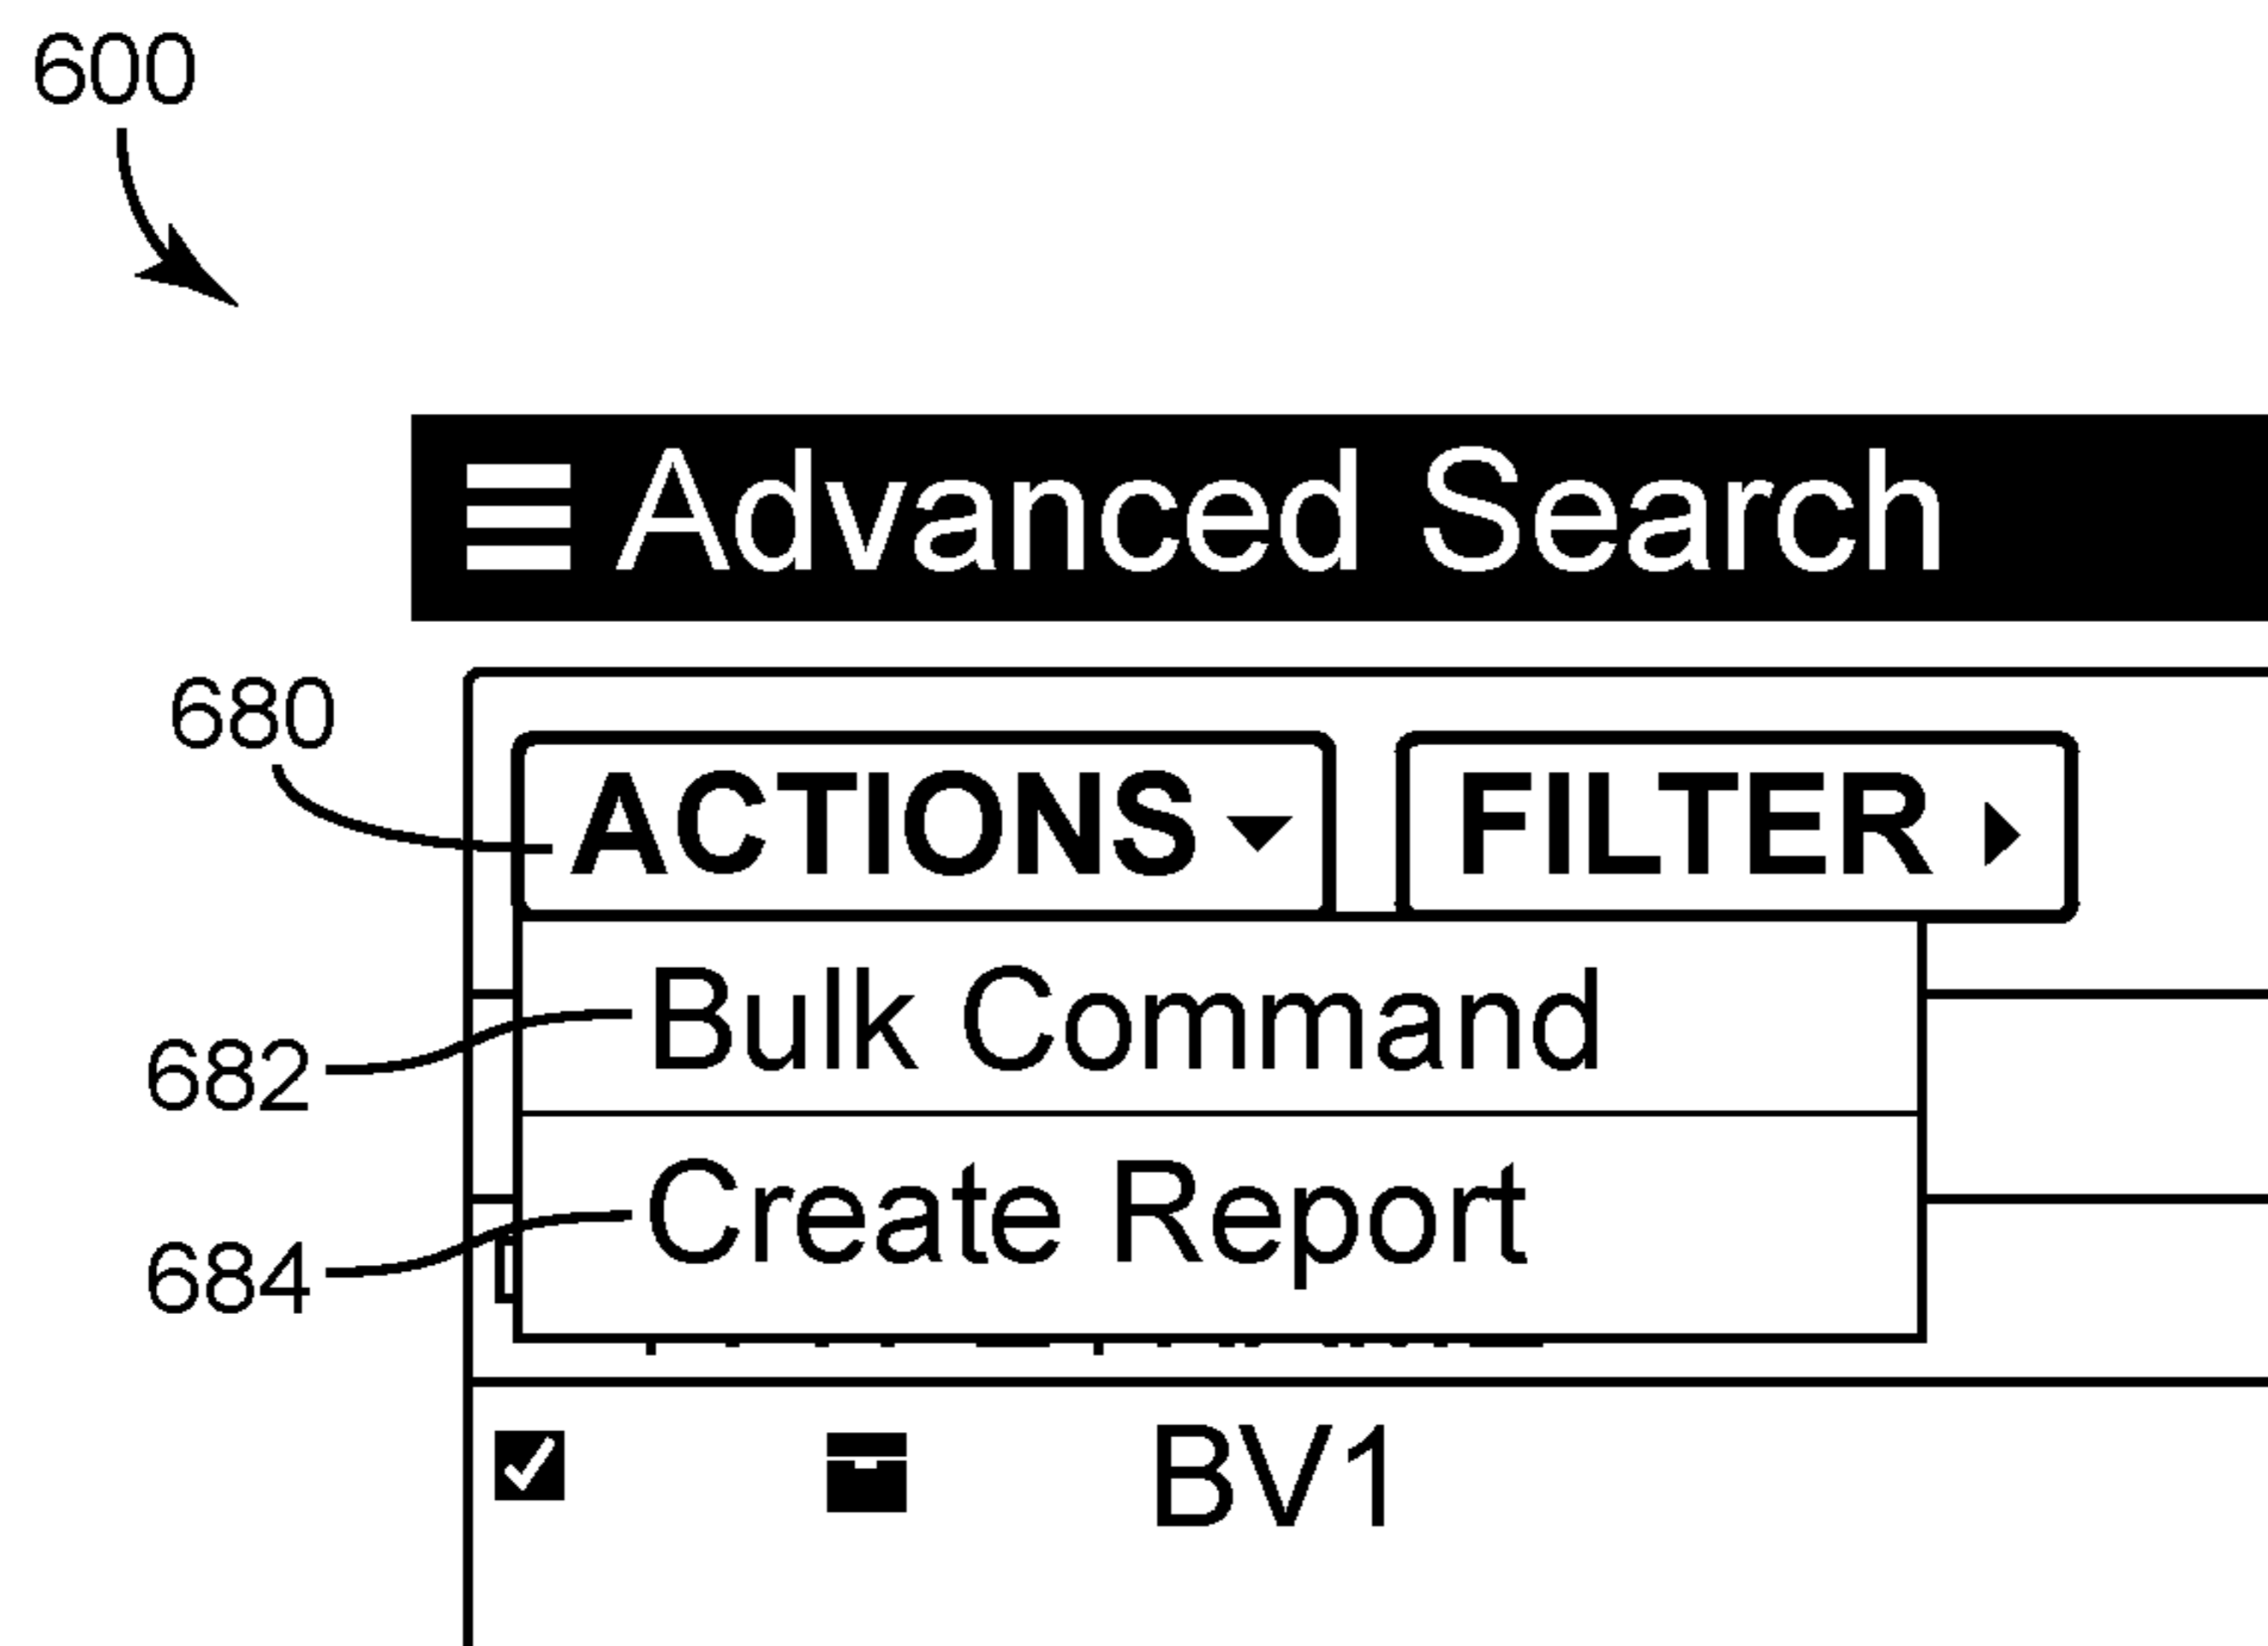 600
Advanced Search
680
ACTIONS FILTER
682 Bulk Command
684 Create Report
BV1